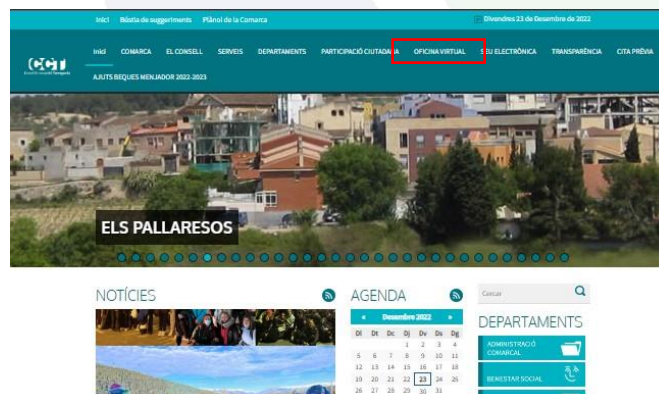 Inici Bústia de suggeriments Plànol de la Comarca
Divendres 23 de Desembre de 2022
Inici COMARCA EL CONSELL SERVEIS DEPARTAMENTS PARTICIPACIÓ CIUTADANA OFICINA VIRTUAL SEU ELECTRÒNICA TRANSPARÈNCIA CITA PRÈVIA
CCT
AJUTS BEQUES MENJADOR 2022-2023
ELS PALLARESOS
NOTÍCIES
AGENDA
« Desembre 2022 »
Dl Dt Dc Dj Dv Ds Dg
1 2 3 4
5 6 7 8 9 10 11
12 13 14 15 16 17 18
19 20 21 22 23 24 25
26 27 28 29 30 31
Cercar
DEPARTAMENTS
ADMINISTRACIÓ
COMARCAL
BENESTAR SOCIAL